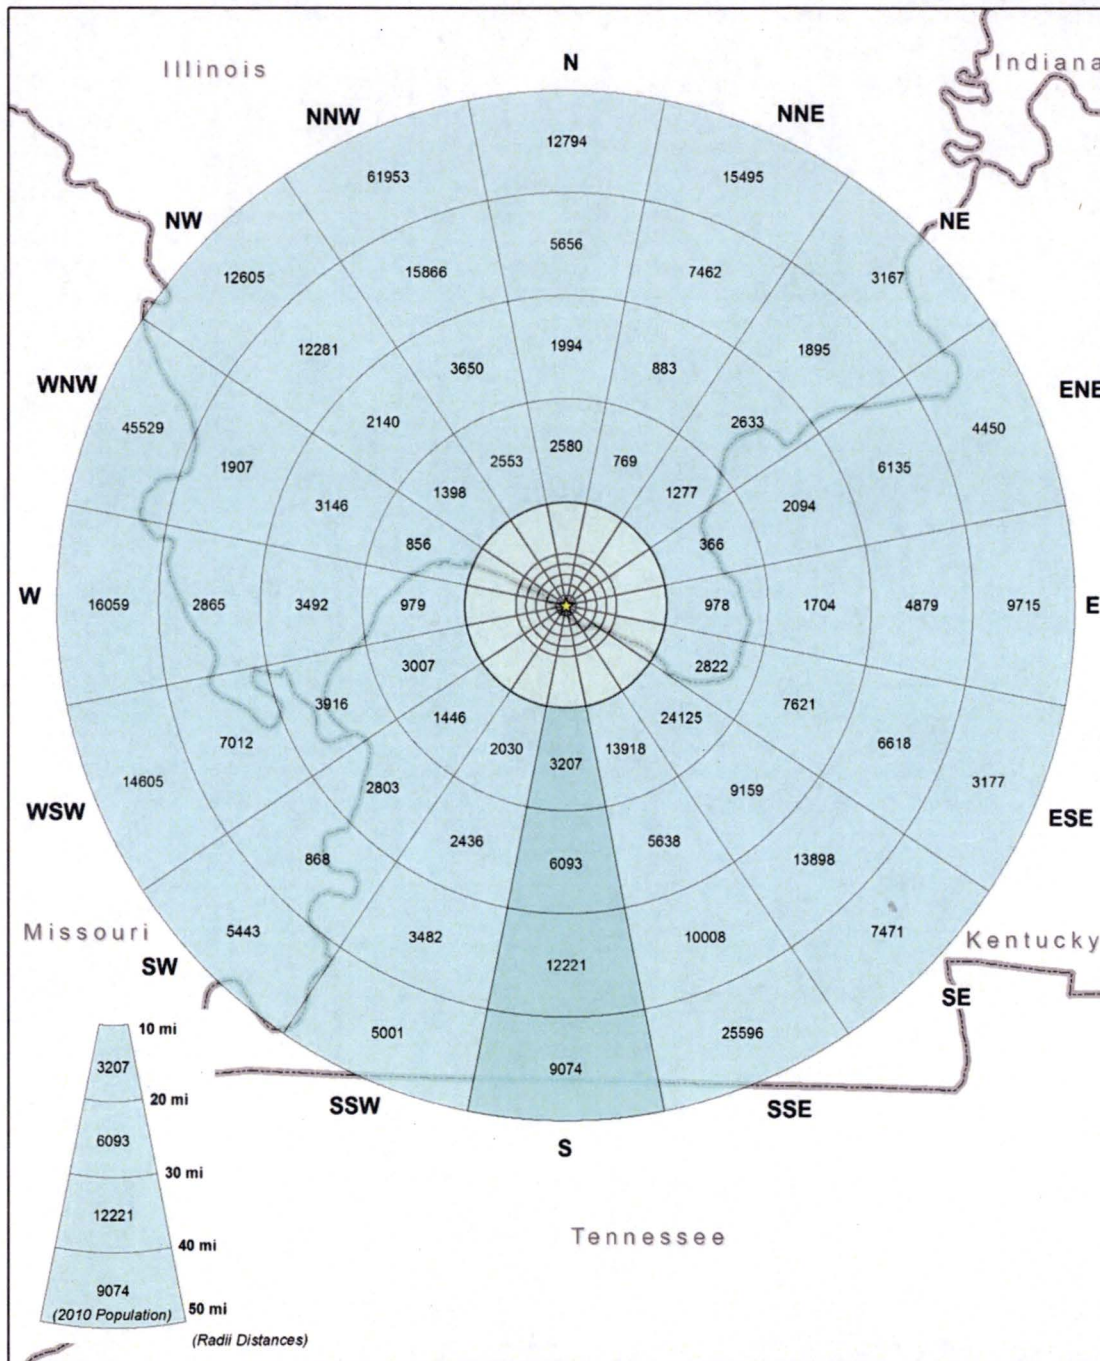 Illinois
N
Indiana
NNW
NNE
12794
61953
15495
NW
NE
5656
12605
15866
7462
3167
1994
12281
1895
3650
883
WNW
ENE
2140
2633
45529
4450
2580
1907
2553
769
6135
1398
1277
3146
2094
856
366
W
16059
2865
3492
979
978
1704
4879
9715
E
3007
2822
3916
7621
1446
24125
7012
2030
13918
6618
3207
14605
3177
2803
9159
WSW
ESE
2436
5638
868
6093
13898
5443
7471
Missouri
3482
10008
Kentucky
SW
12221
SE
10 mi
5001
25596
3207
9074
20 mi
SSW
SSE
6093
S
30 mi
12221
Tennessee
40 mi
9074
(2010 Population)
50 mi
(Radii Distances)